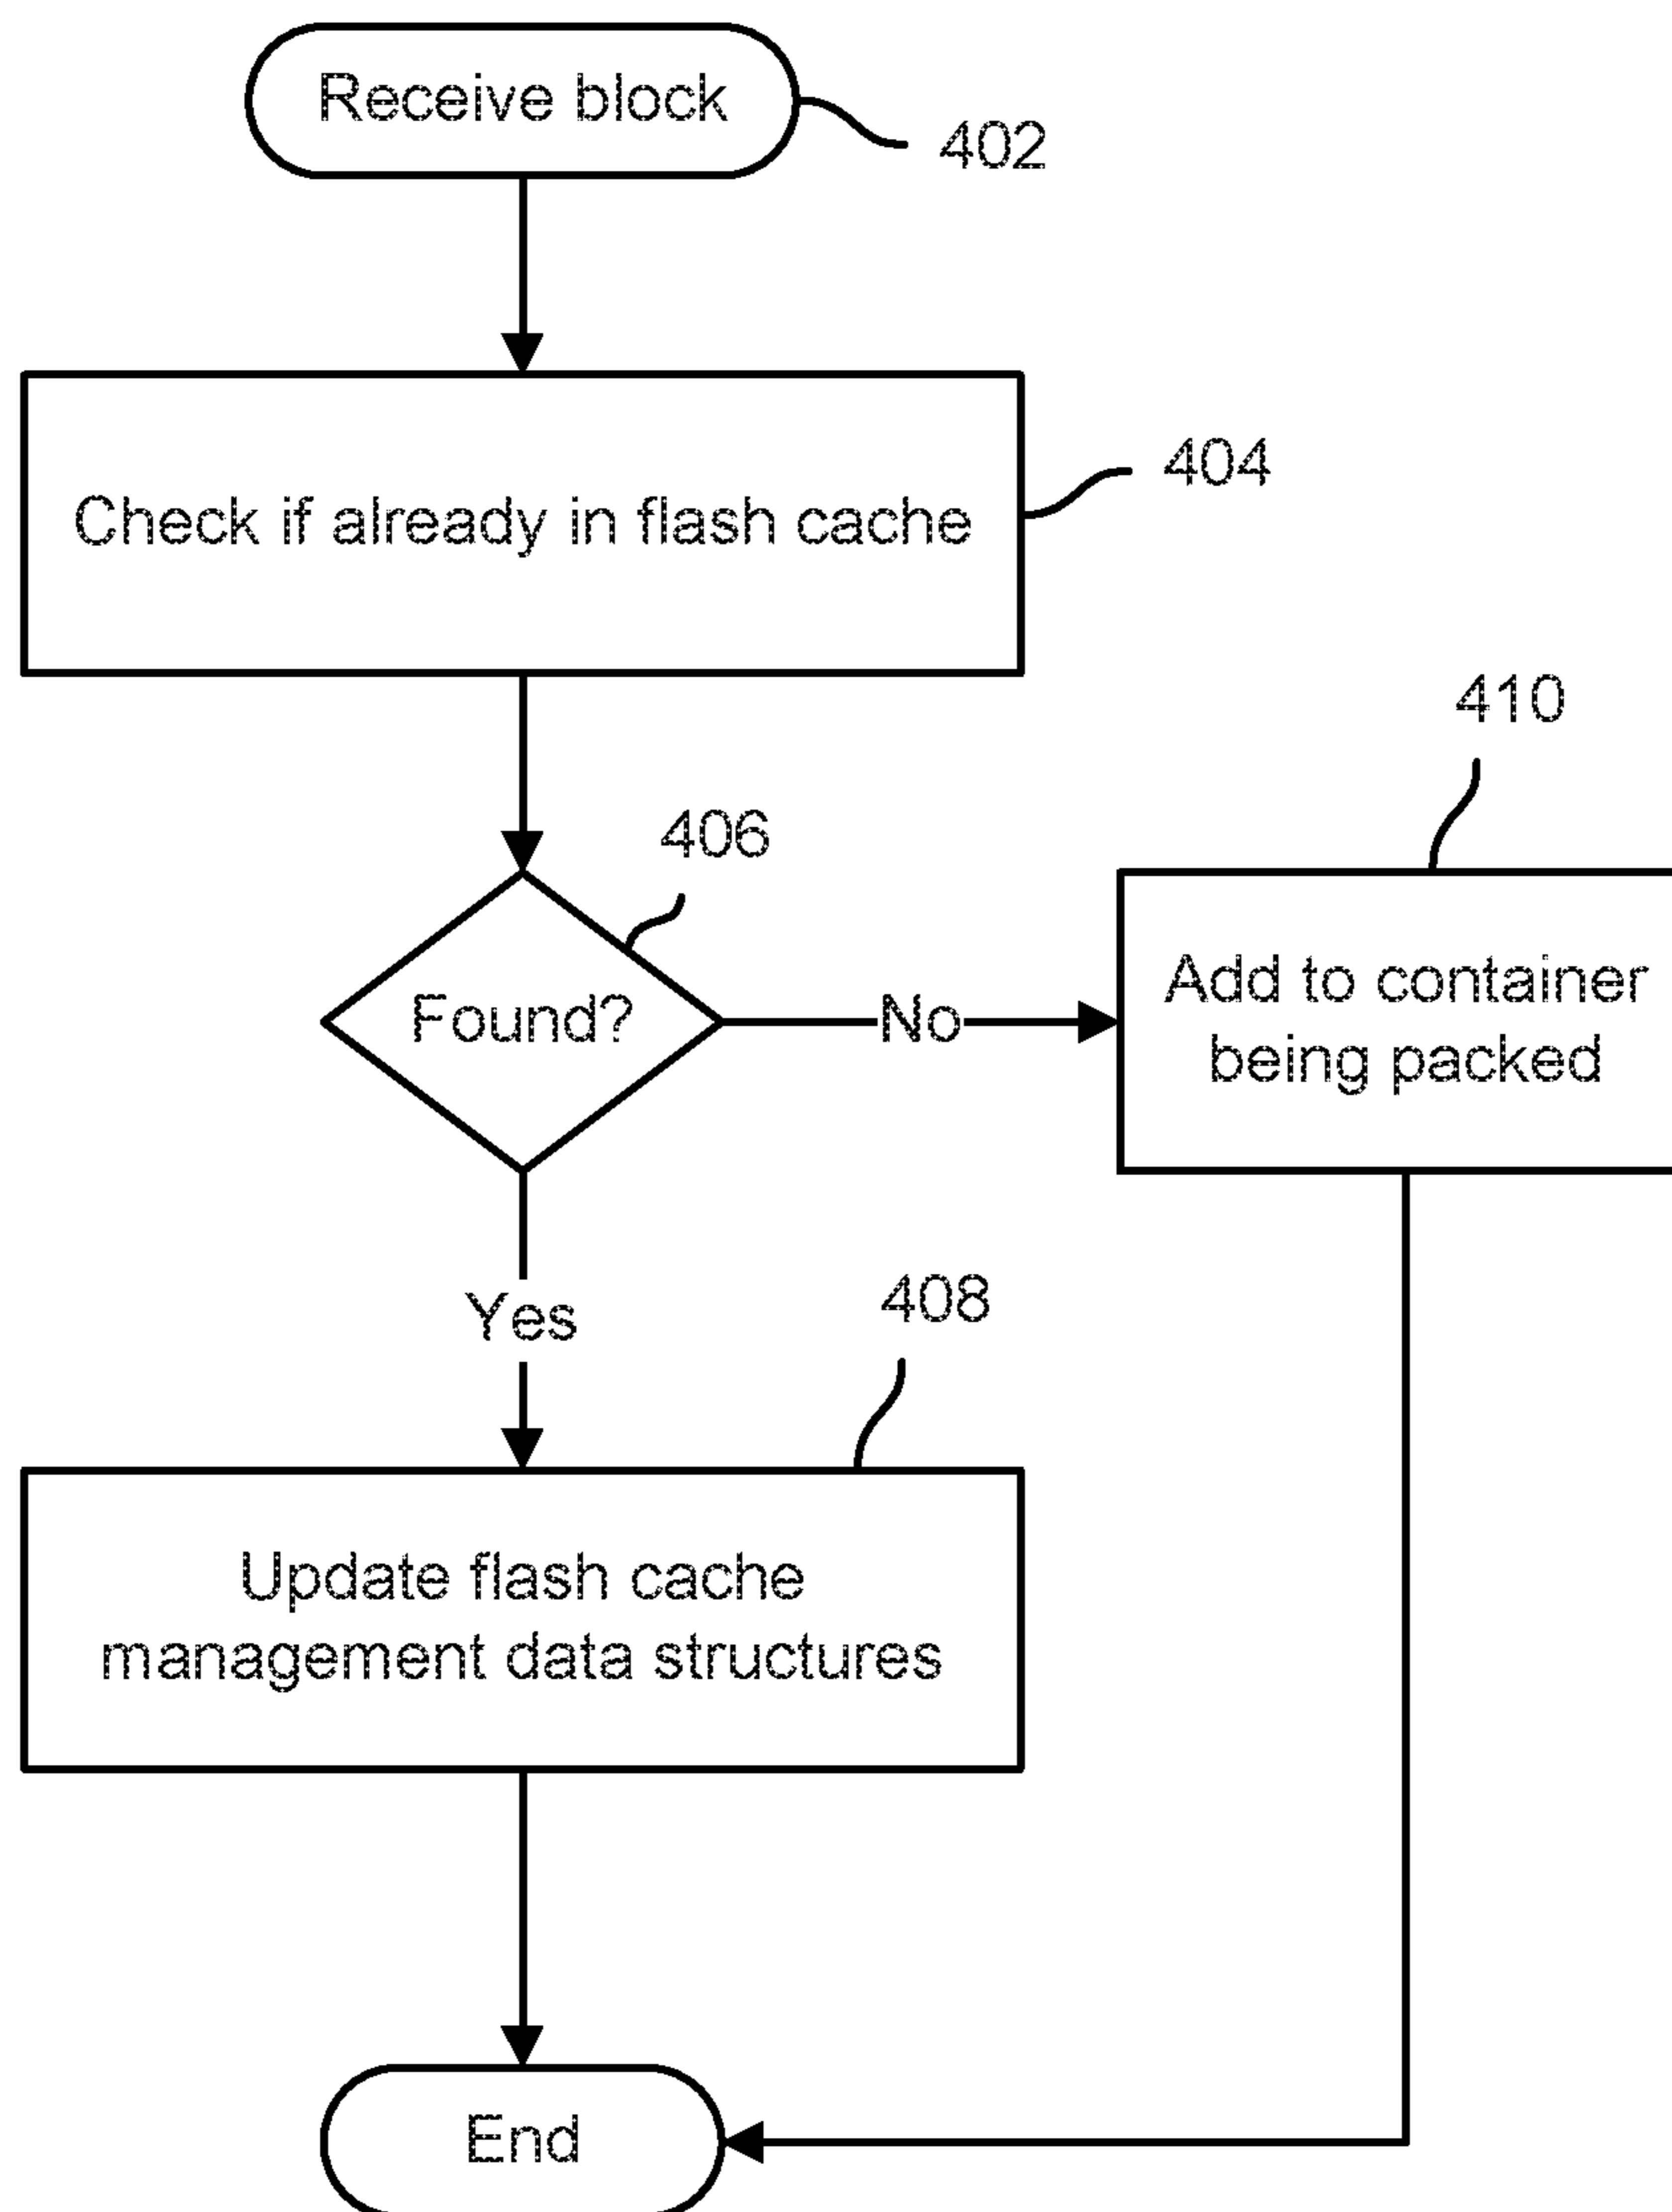 Receive block
402
Check if already in flash cache
404
406
410
Found?
No
Add to container
being packed
Yes
408
Update flash cache
management data structures
End